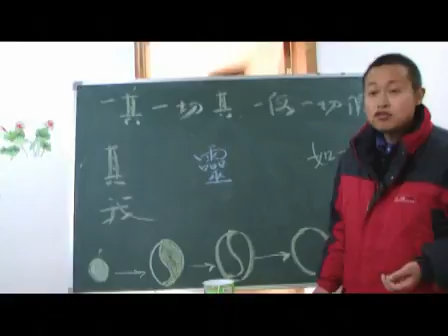 一真一切真 一假一切
真我
靈
如